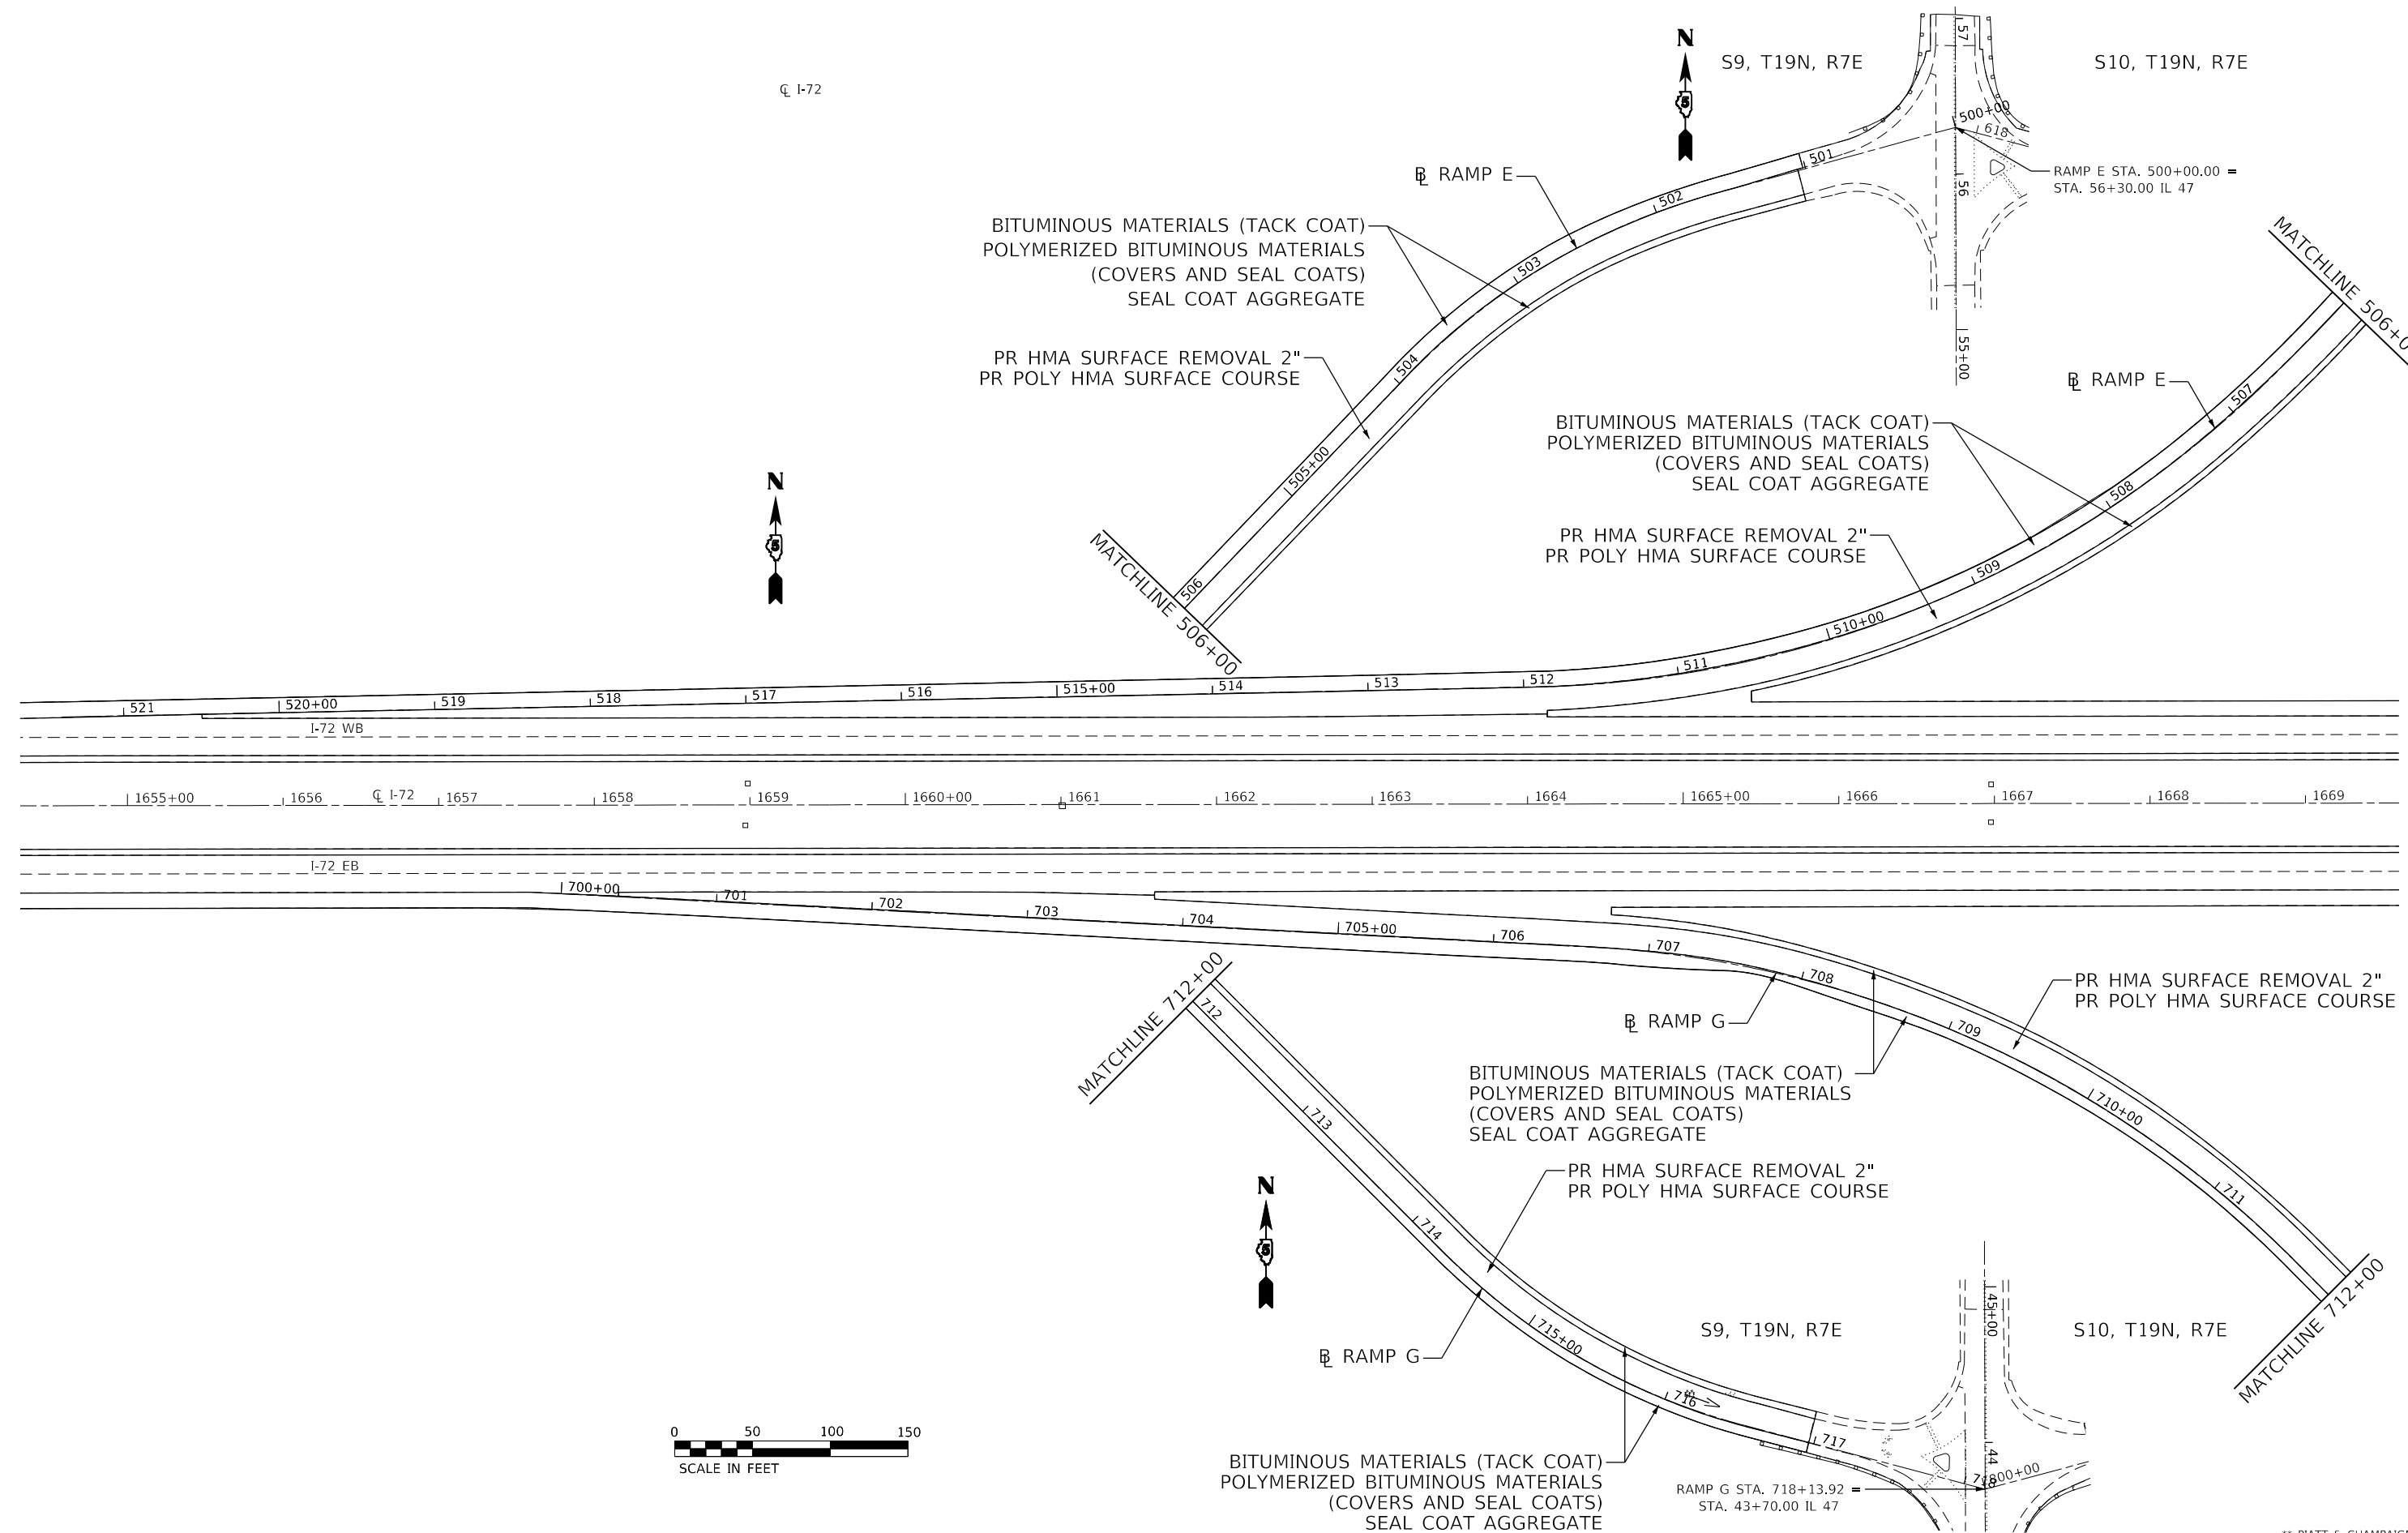 ℄ I-72
N
5
S9, T19N, R7E
S10, T19N, R7E
57
500+00
618
501
56
RAMP E STA. 500+00.00 =
STA. 56+30.00 IL 47
55+00
BL RAMP E
502
503
504
505+00
506
BITUMINOUS MATERIALS (TACK COAT)
POLYMERIZED BITUMINOUS MATERIALS
(COVERS AND SEAL COATS)
SEAL COAT AGGREGATE
PR HMA SURFACE REMOVAL 2"
PR POLY HMA SURFACE COURSE
MATCHLINE 506+00
MATCHLINE 506+0
BL RAMP E
507
508
509
510+00
511
BITUMINOUS MATERIALS (TACK COAT)
POLYMERIZED BITUMINOUS MATERIALS
(COVERS AND SEAL COATS)
SEAL COAT AGGREGATE
PR HMA SURFACE REMOVAL 2"
PR POLY HMA SURFACE COURSE
N
5
521 520+00 519 518 517 516 515+00 514 513 512
I-72 WB
1655+00 1656 ℄ I-72 1657 1658 1659 1660+00 1661 1662 1663 1664 1665+00 1666 1667 1668 1669
I-72 EB
700+00 701 702 703 704 705+00 706 707 708 709 710+00 711
PR HMA SURFACE REMOVAL 2"
PR POLY HMA SURFACE COURSE
BL RAMP G
BITUMINOUS MATERIALS (TACK COAT)
POLYMERIZED BITUMINOUS MATERIALS
(COVERS AND SEAL COATS)
SEAL COAT AGGREGATE
MATCHLINE 712+00
MATCHLINE 712+00
712
713
714
715+00
716
717
PR HMA SURFACE REMOVAL 2"
PR POLY HMA SURFACE COURSE
N
5
S9, T19N, R7E
S10, T19N, R7E
45+00
44
BL RAMP G
800+00
BITUMINOUS MATERIALS (TACK COAT)
POLYMERIZED BITUMINOUS MATERIALS
(COVERS AND SEAL COATS)
SEAL COAT AGGREGATE
RAMP G STA. 718+13.92 =
STA. 43+70.00 IL 47
0 50 100 150
SCALE IN FEET